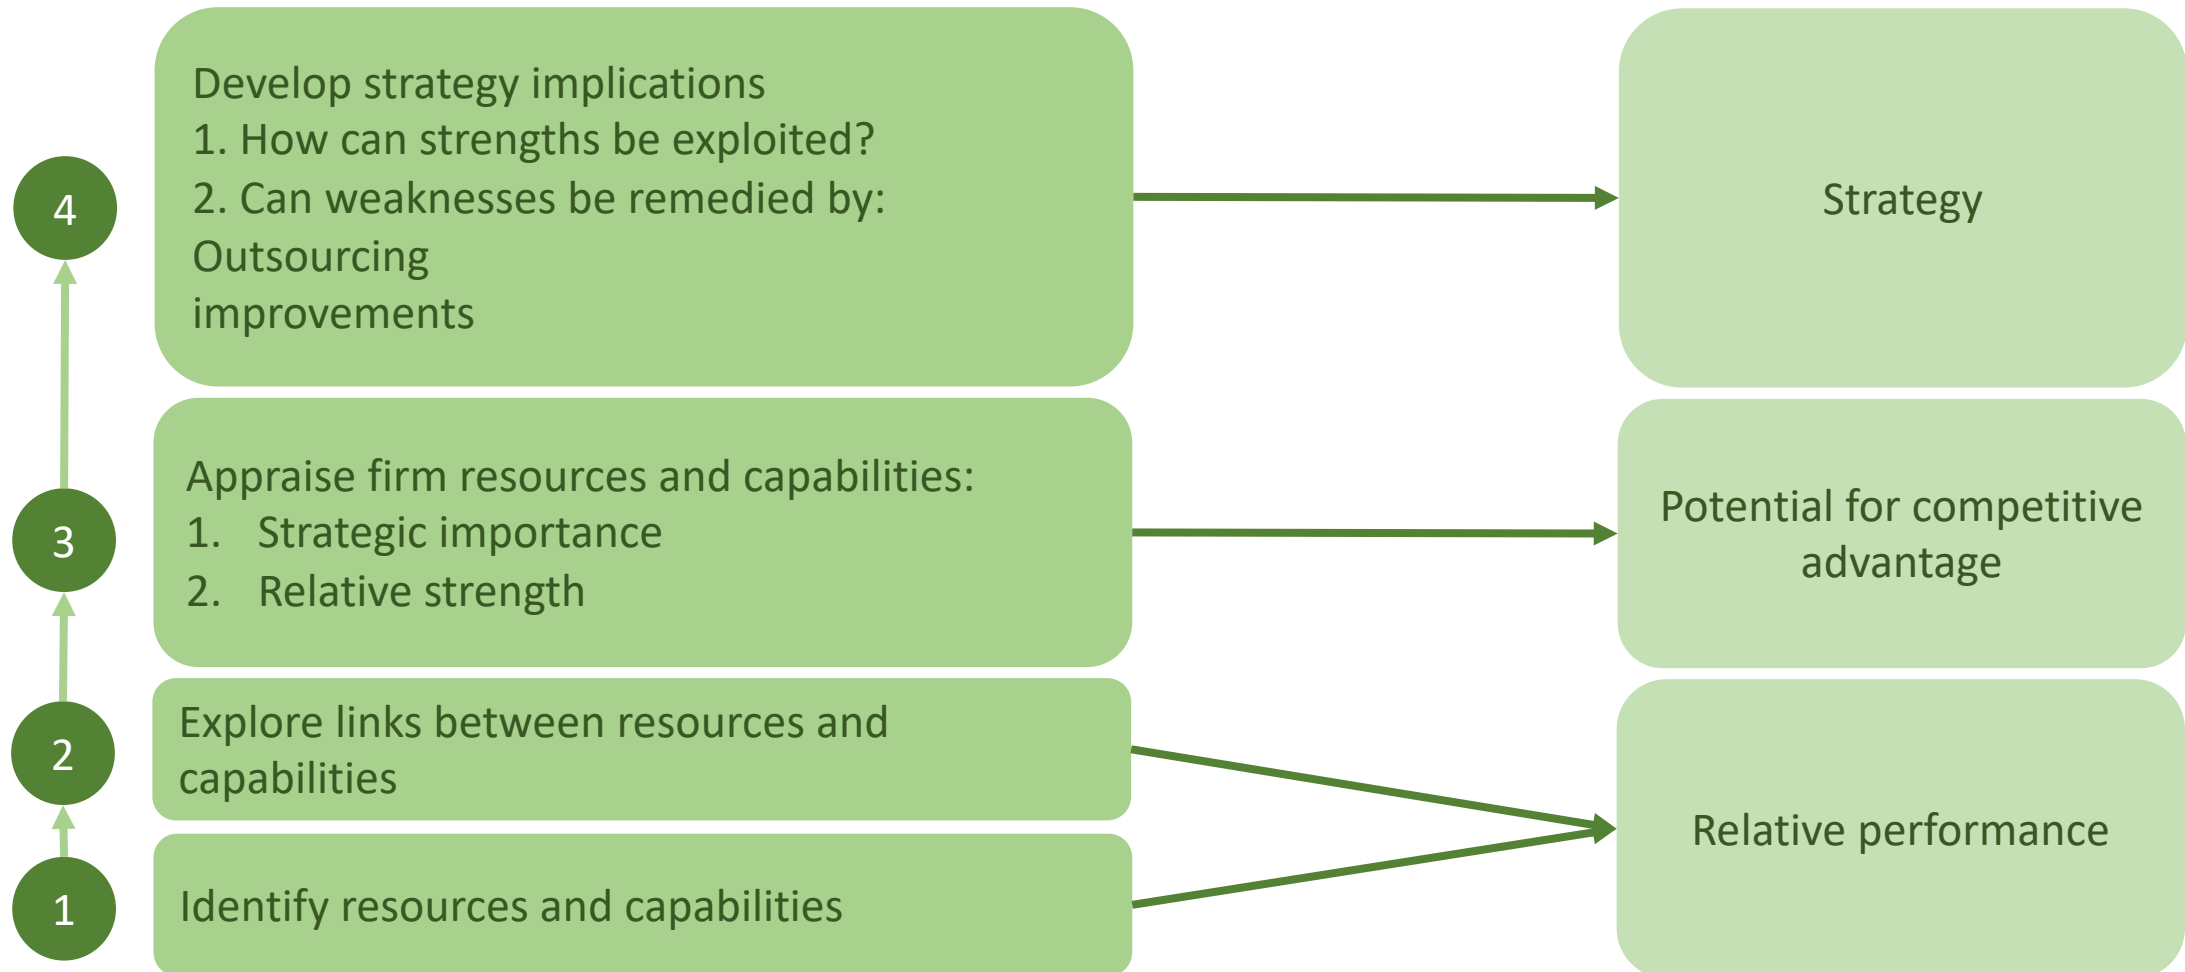 4
Develop strategy implications
1. How can strengths be exploited?
2. Can weaknesses be remedied by:
Outsourcing
improvements
Strategy
3
Appraise firm resources and capabilities:
1. Strategic importance
2. Relative strength
Potential for competitive
advantage
2
Explore links between resources and
capabilities
Relative performance
1
Identify resources and capabilities